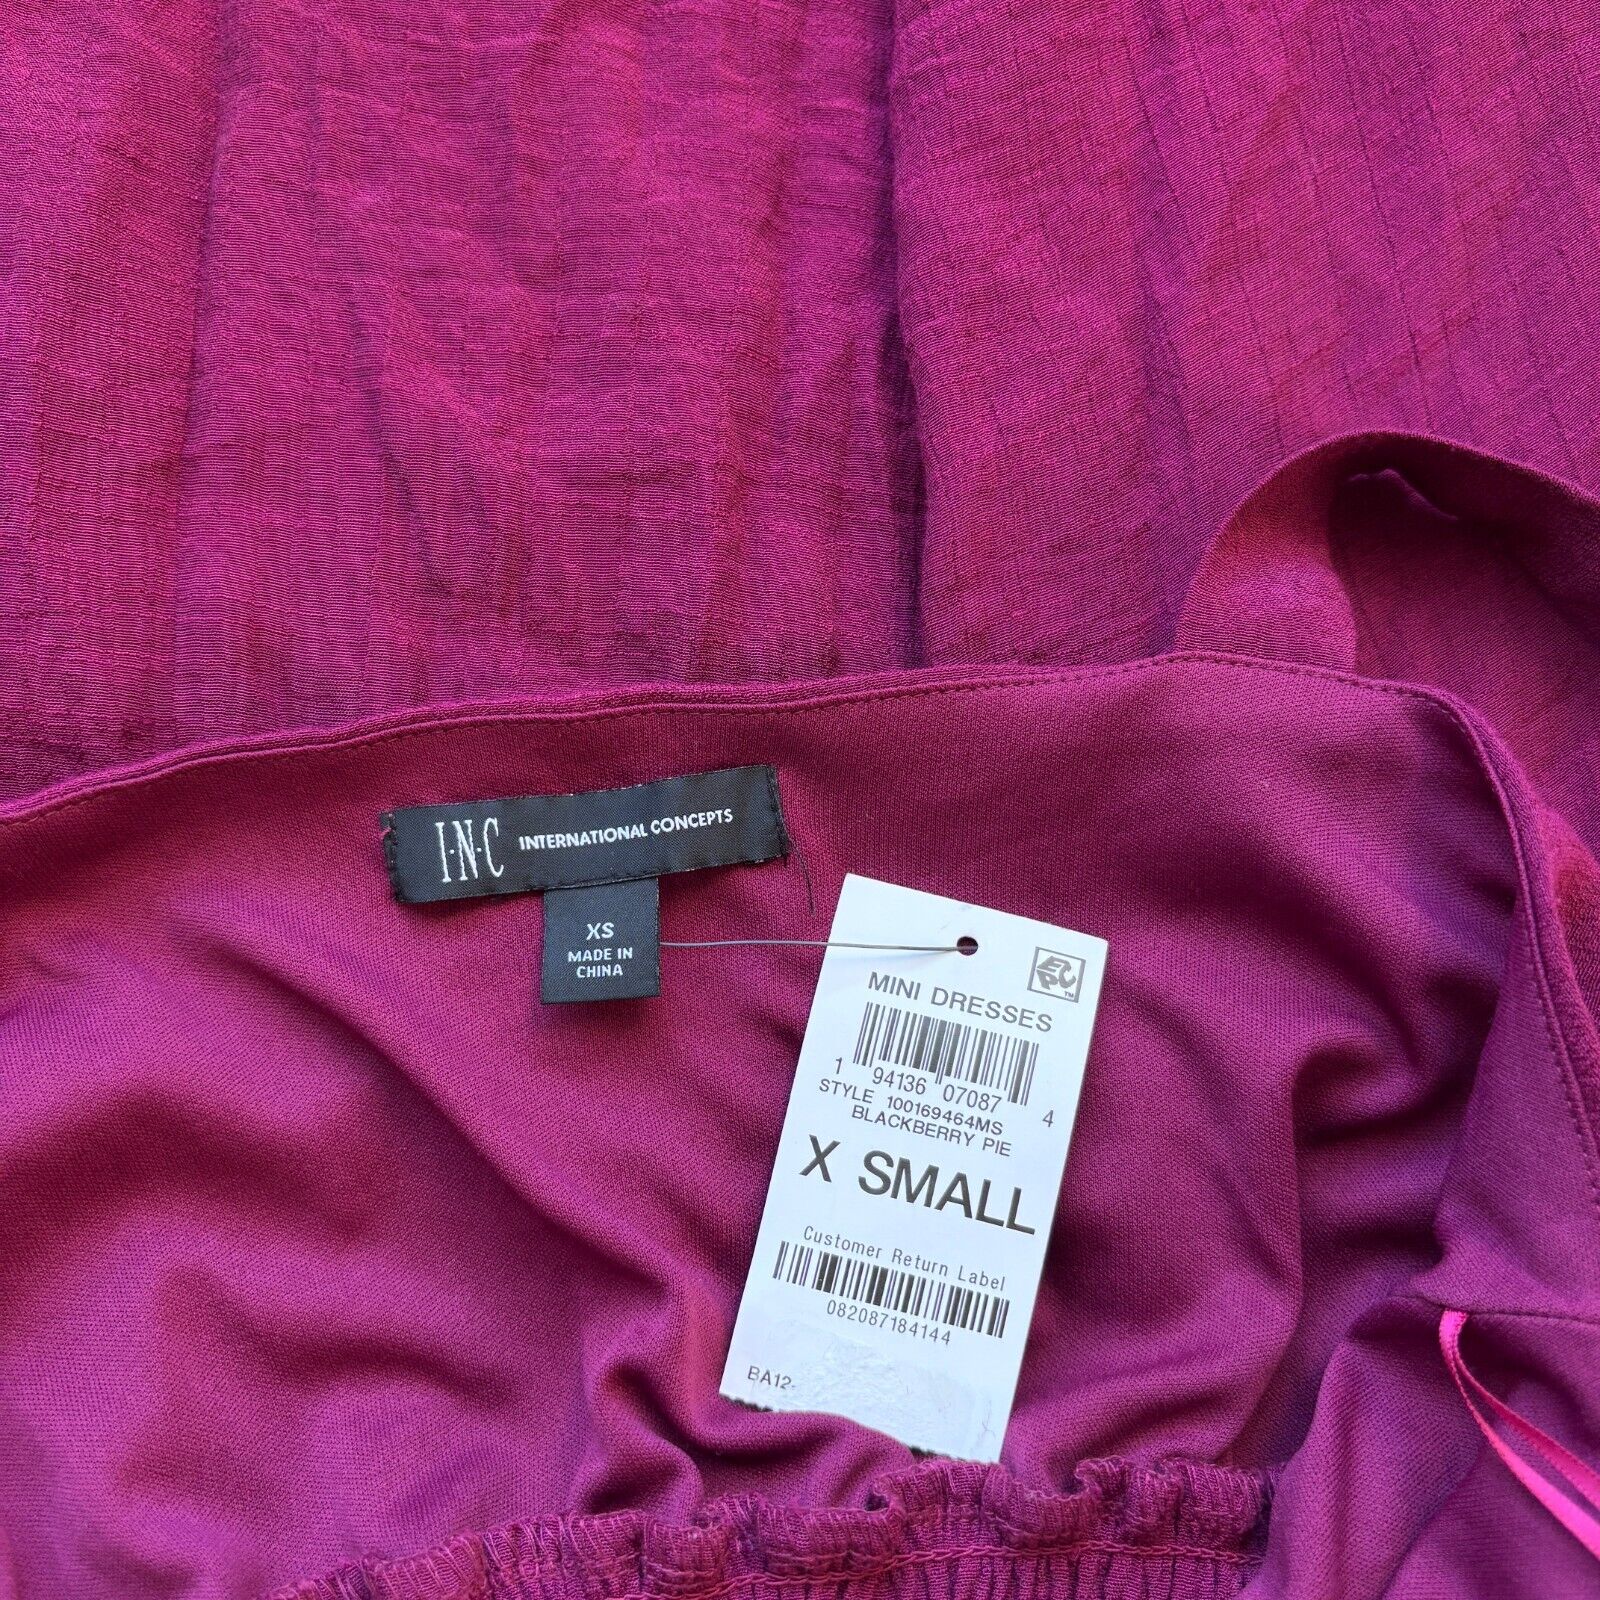 I·N·C INTERNATIONAL CONCEPTS
XS
MADE IN
CHINA
MINI DRESSES
1 94136 07087 4
STYLE 100169464MS
BLACKBERRY PIE
X SMALL
Customer Return Label
082087184144
BA12-